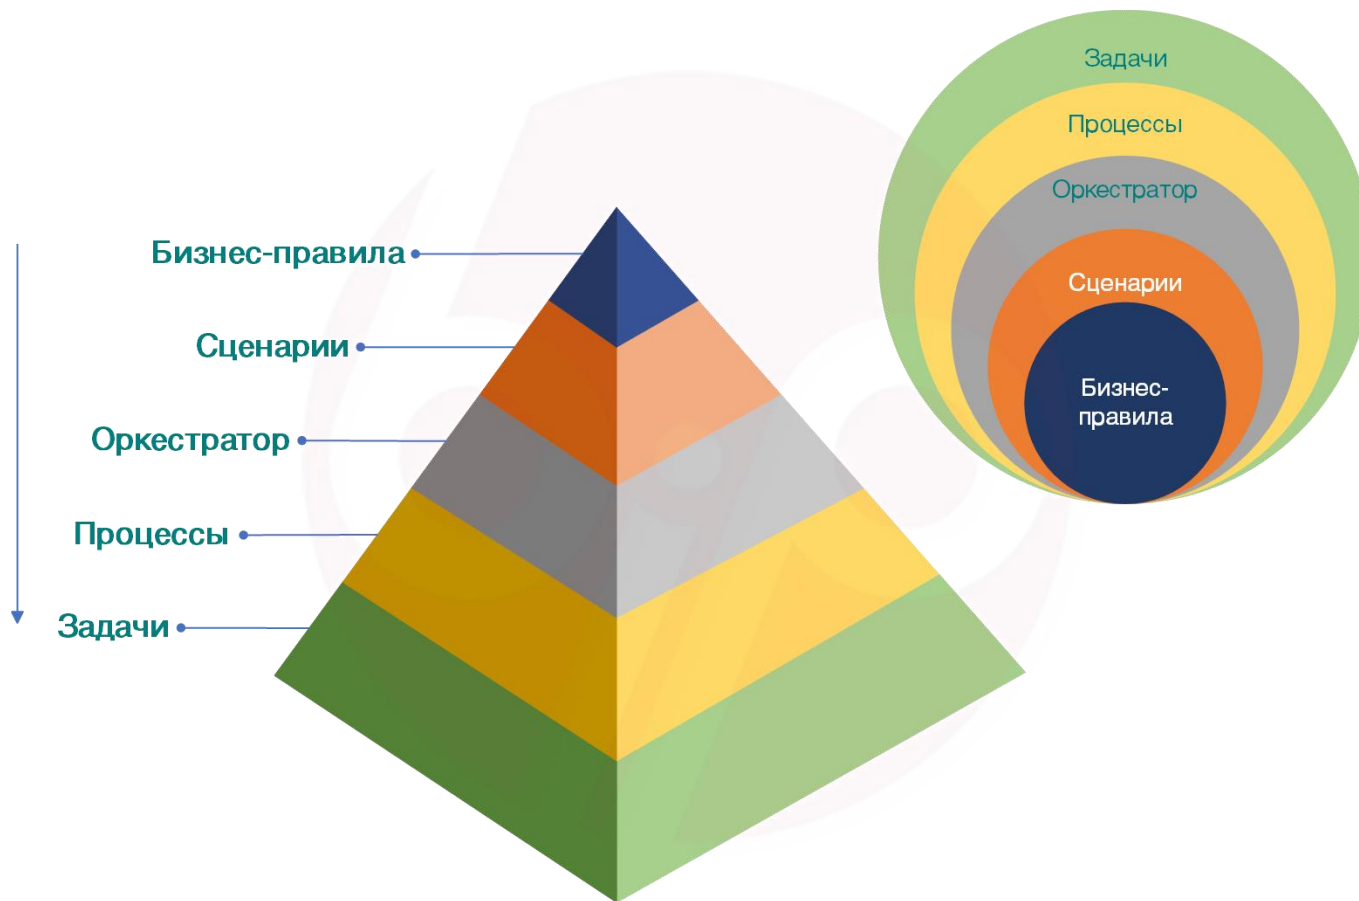 Бизнес-правила
Сценарии
Оркестратор
Процессы
Задачи
Задачи
Процессы
Оркестратор
Сценарии
Бизнес-
правила